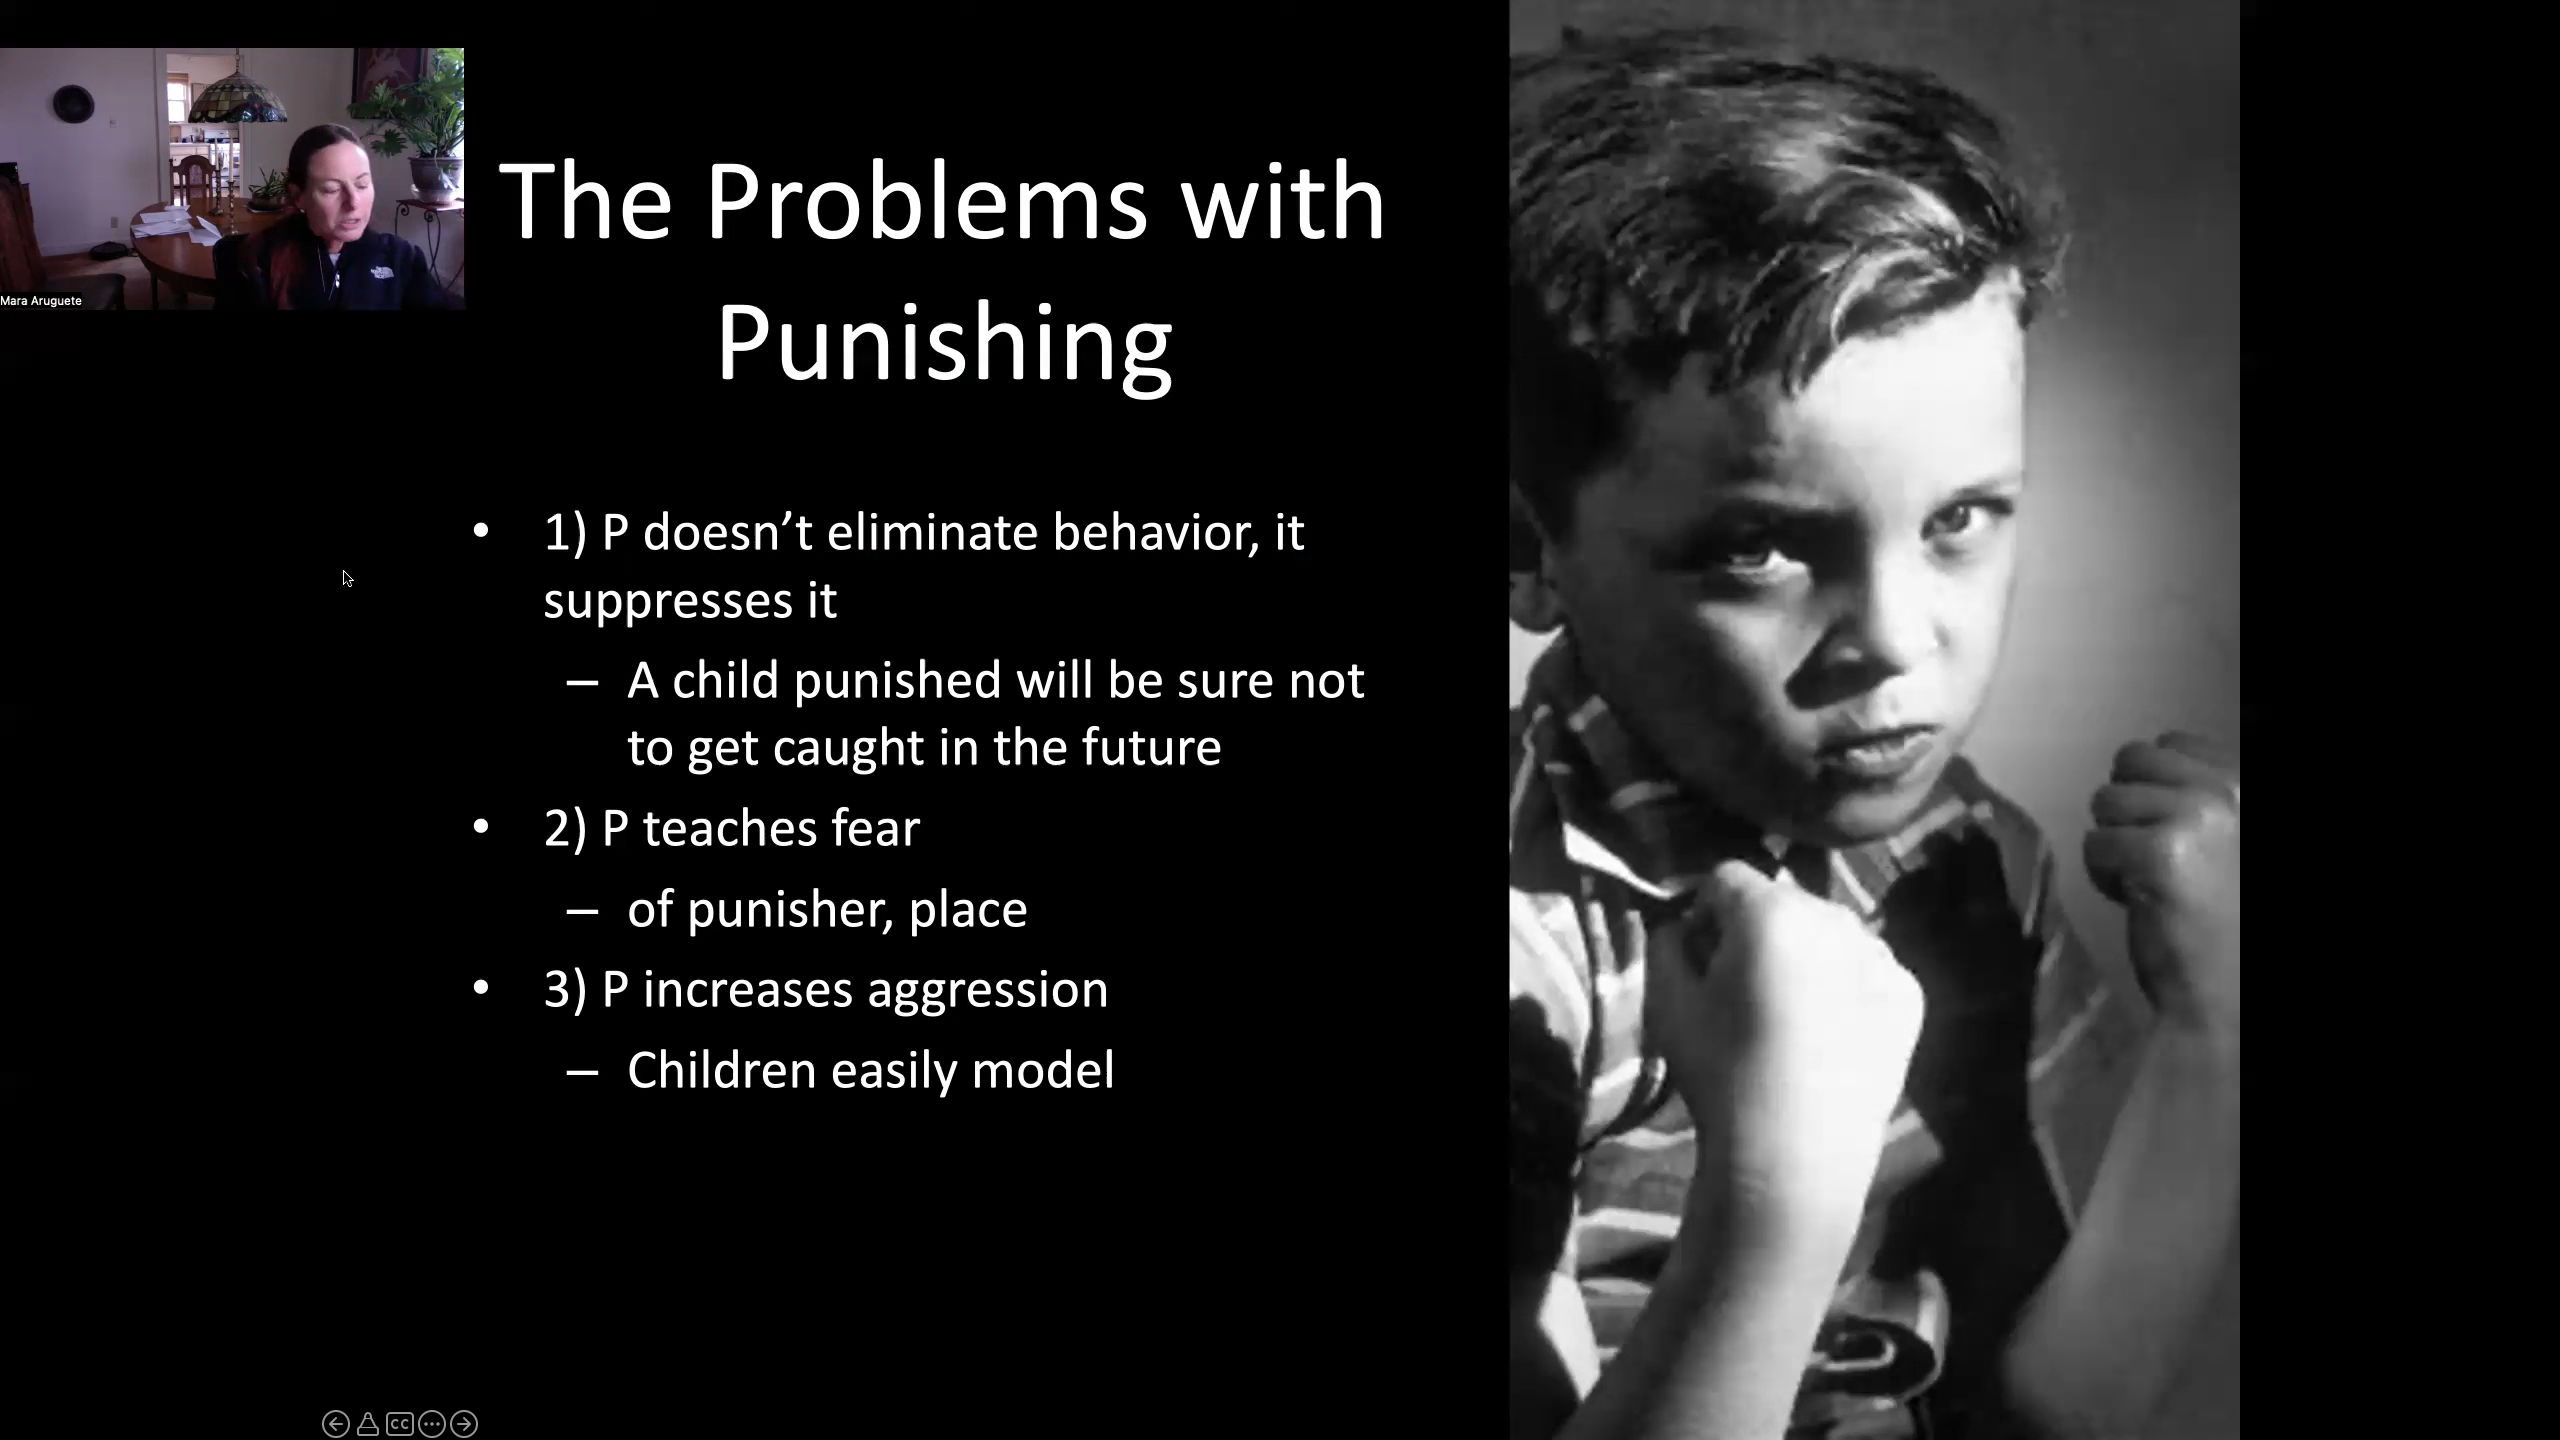 Mara Aruguete
The Problems with
Punishing
• 1) P doesn’t eliminate behavior, it
suppresses it
– A child punished will be sure not
to get caught in the future
• 2) P teaches fear
– of punisher, place
• 3) P increases aggression
– Children easily model
CC